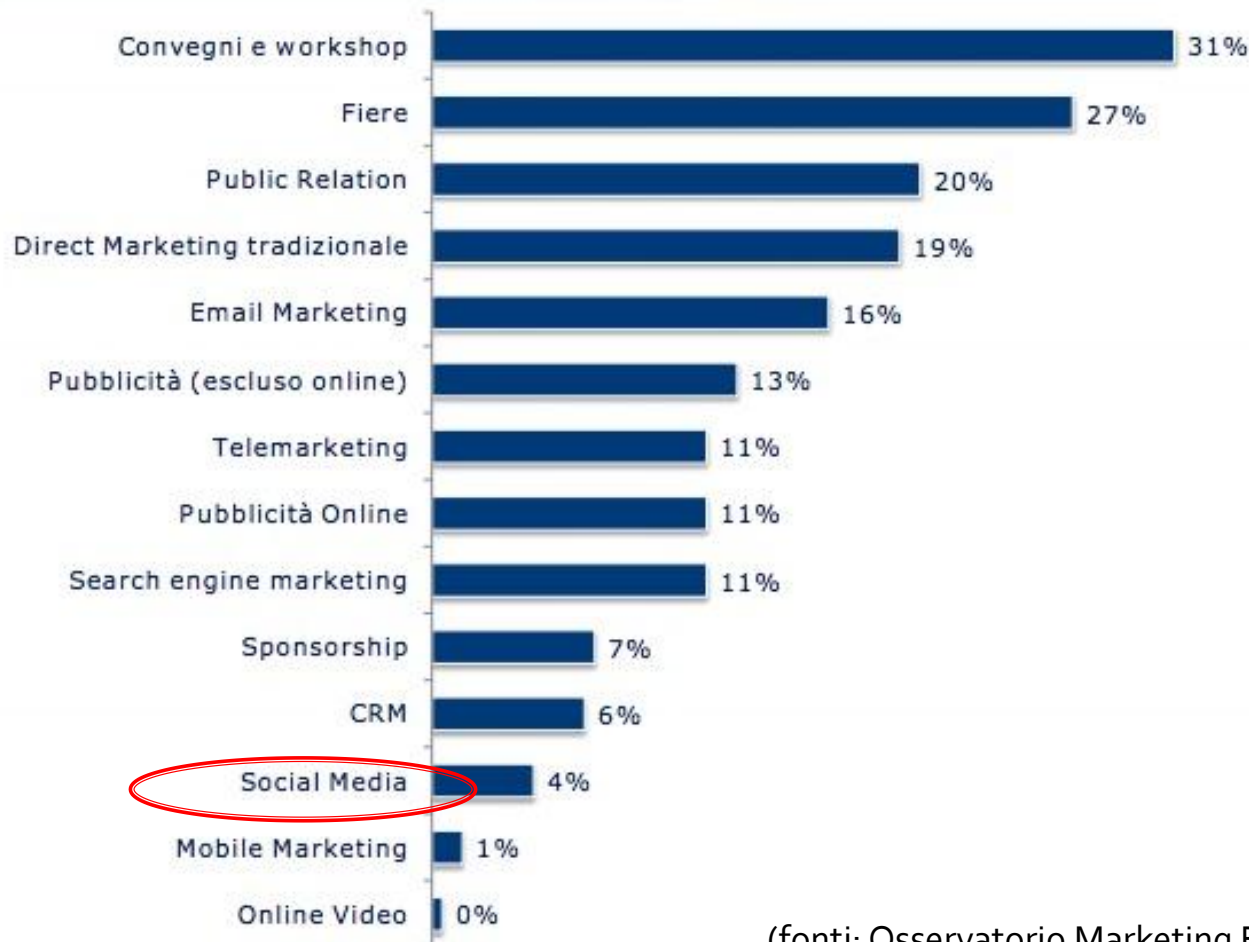 Convegni e workshop 31%
Fiere 27%
Public Relation 20%
Direct Marketing tradizionale 19%
Email Marketing 16%
Pubblicità (escluso online) 13%
Telemarketing 11%
Pubblicità Online 11%
Search engine marketing 11%
Sponsorship 7%
CRM 6%
Social Media 4%
Mobile Marketing 1%
Online Video 0%
(fonti: Osservatorio Marketing